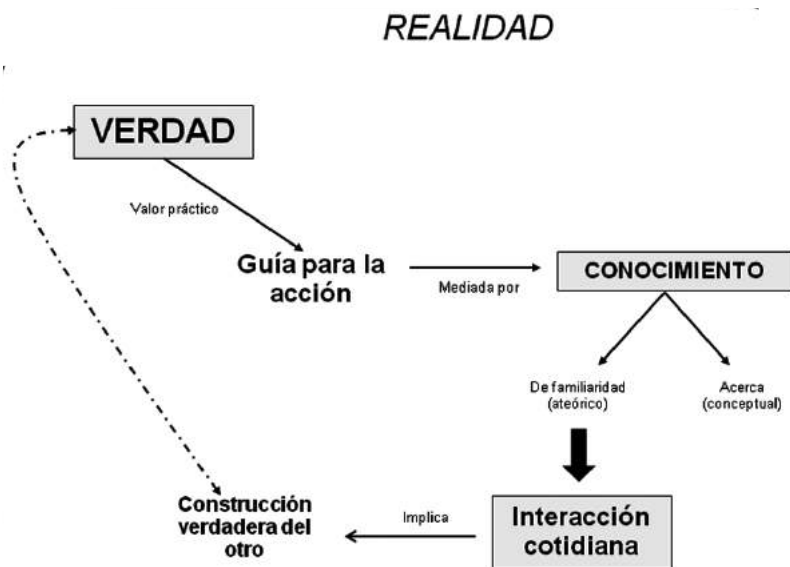 REALIDAD
VERDAD
Valor práctico
Guía para la
acción
Mediada por
CONOCIMIENTO
De familiaridad
(ateórico)
Acerca
(conceptual)
Construcción
verdadera del
otro
Implica
Interacción
cotidiana